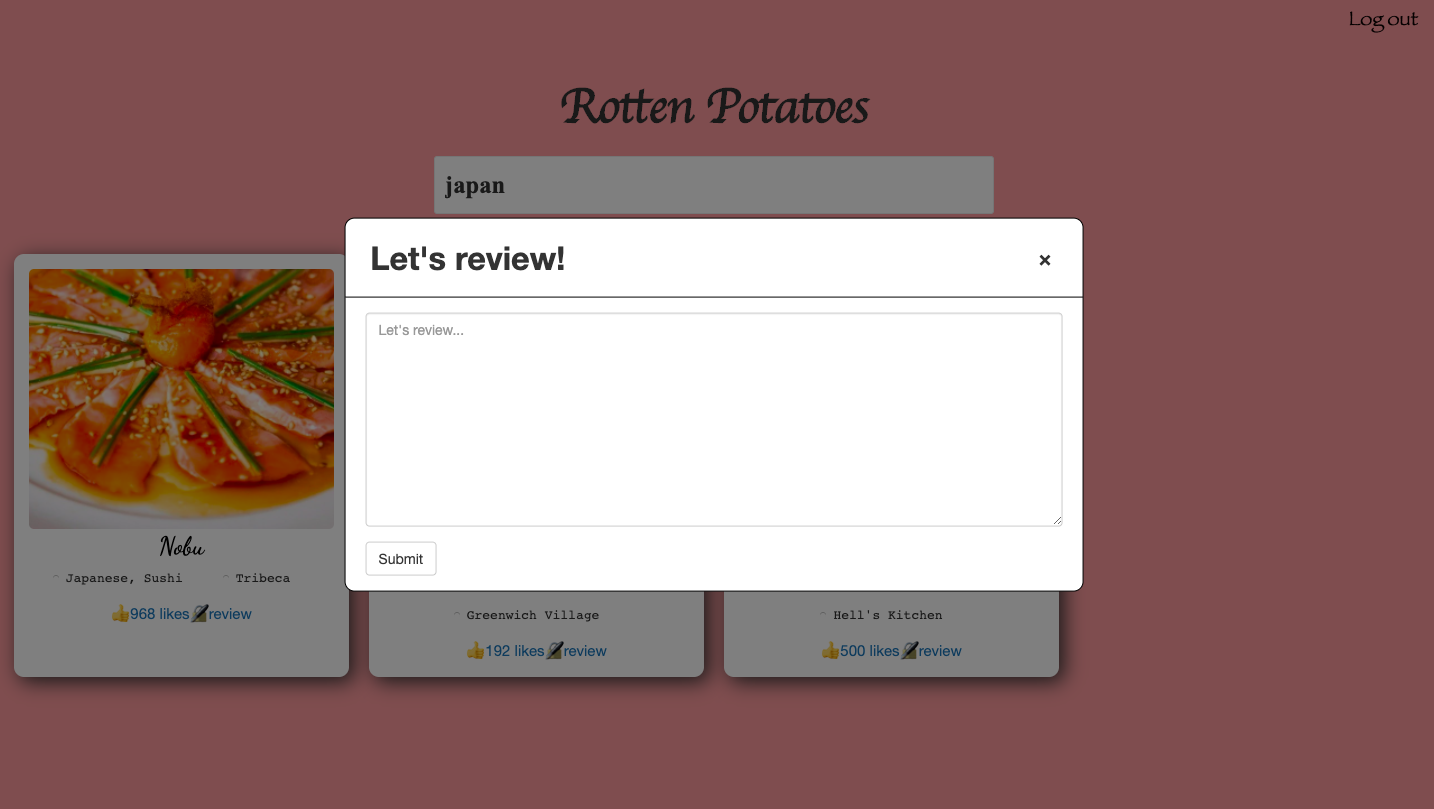 Log out
Rotten Potatoes
japan
Let's review!
×
Let's review...
Submit
Nobu
Japanese, Sushi Tribeca
👍968 likes review
Greenwich Village
👍192 likes review
Hell's Kitchen
👍500 likes review